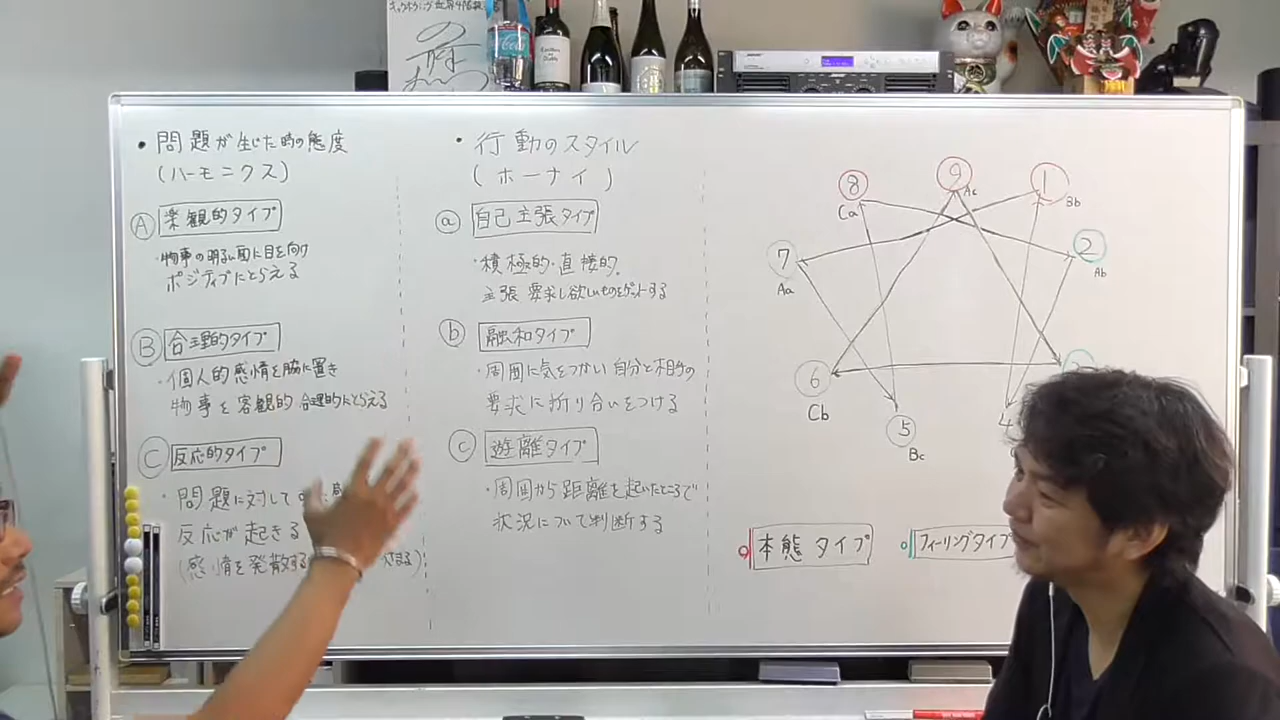 ・問題が生じた時の態度
(ハーモニクス)
Ⓐ 楽観的タイプ
・物事の明るい面に目を向け
ポジティブにとらえる
Ⓑ 合理的タイプ
・個人的感情を脇に置き
物事を客観的 合理的にとらえる
Ⓒ 反応的タイプ
・問題に対して
反応が起きる
(感情を発散する
・行動のスタイル
(ホーナイ)
ⓐ 自己主張タイプ
・積極的・直接的。
主張 要求し欲しいものをゲットする
ⓑ 融和タイプ
・周囲に気をつかい 自分と相手の
要求に折り合いをつける
ⓒ 遊離タイプ
・周囲から距離を起いたところで
状況について判断する
9
Ac
8
Ca
1
Bb
7
Aa
2
Ab
6
Cb
5
Bc
4
本態タイプ
フィーリングタイプ
Coca-Cola
BOSE